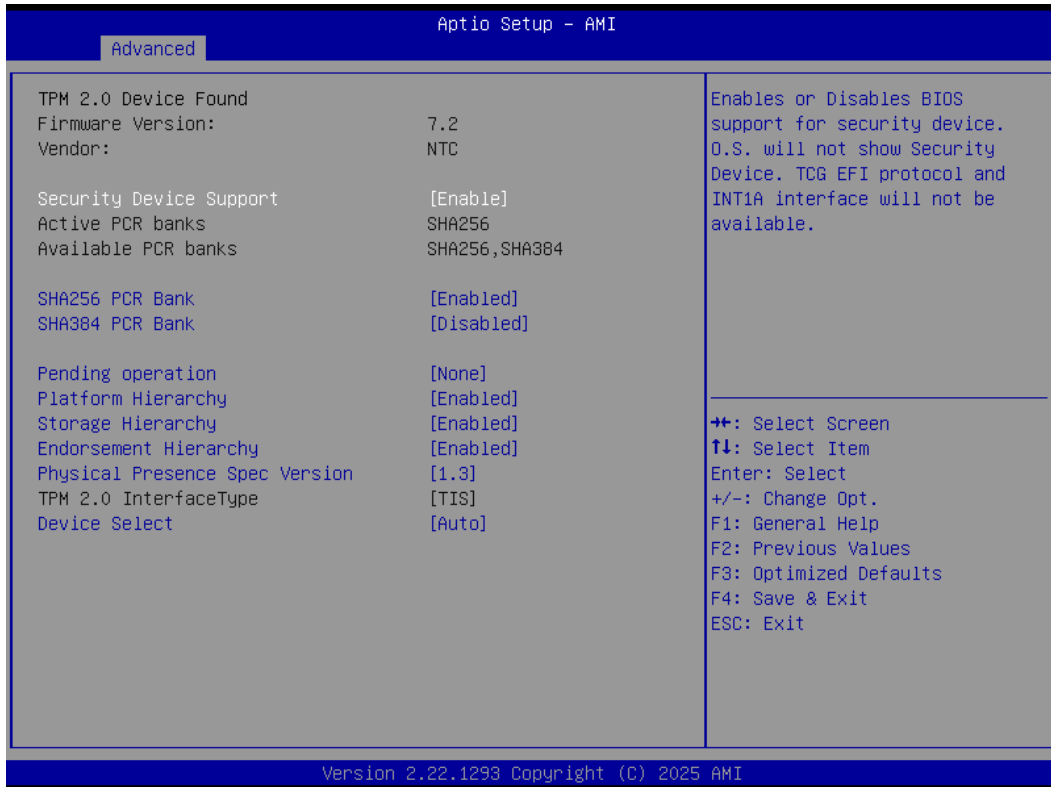 Aptio Setup – AMI
Advanced
TPM 2.0 Device Found
Firmware Version: 7.2
Vendor: NTC
Security Device Support [Enable]
Active PCR banks SHA256
Available PCR banks SHA256,SHA384
SHA256 PCR Bank [Enabled]
SHA384 PCR Bank [Disabled]
Pending operation [None]
Platform Hierarchy [Enabled]
Storage Hierarchy [Enabled]
Endorsement Hierarchy [Enabled]
Physical Presence Spec Version [1.3]
TPM 2.0 InterfaceType [TIS]
Device Select [Auto]
Enables or Disables BIOS
support for security device.
O.S. will not show Security
Device. TCG EFI protocol and
INT1A interface will not be
available.
→←: Select Screen
↑↓: Select Item
Enter: Select
+/-: Change Opt.
F1: General Help
F2: Previous Values
F3: Optimized Defaults
F4: Save & Exit
ESC: Exit
Version 2.22.1293 Copyright (C) 2025 AMI